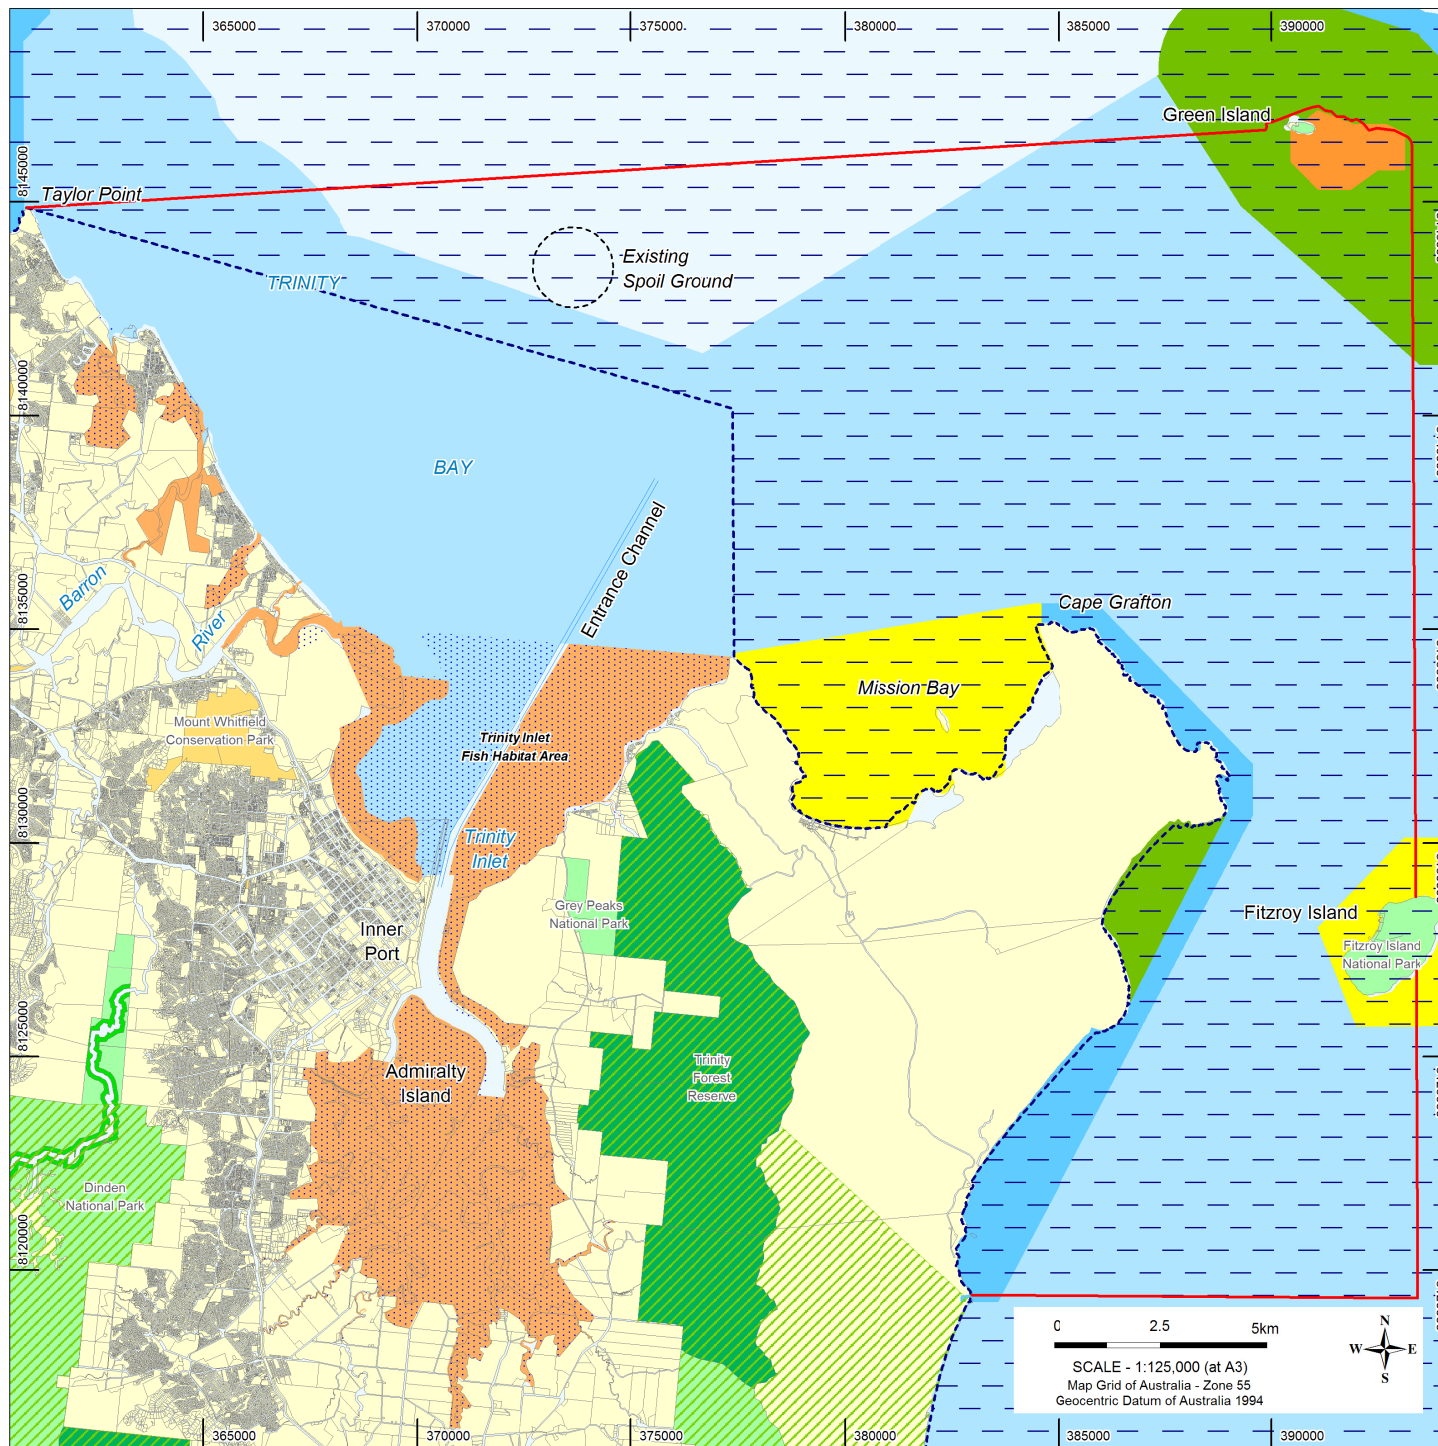 365000
370000
375000
380000
385000
390000
Green Island
8145000
Taylor Point
Existing
Spoil Ground
TRINITY
8140000
BAY
Entrance Channel
Barron
River
8135000
Cape Grafton
Mission Bay
Mount Whitfield
Conservation Park
Trinity Inlet
Fish Habitat Area
8130000
Trinity
Inlet
Grey Peaks
National Park
Inner
Port
Fitzroy Island
Fitzroy Island
National Park
8125000
Admiralty
Island
Trinity
Forest
Reserve
Dinden
National Park
8120000
0 2.5 5km
SCALE - 1:125,000 (at A3)
Map Grid of Australia - Zone 55
Geocentric Datum of Australia 1994
N
W E
S
365000
370000
375000
380000
385000
390000